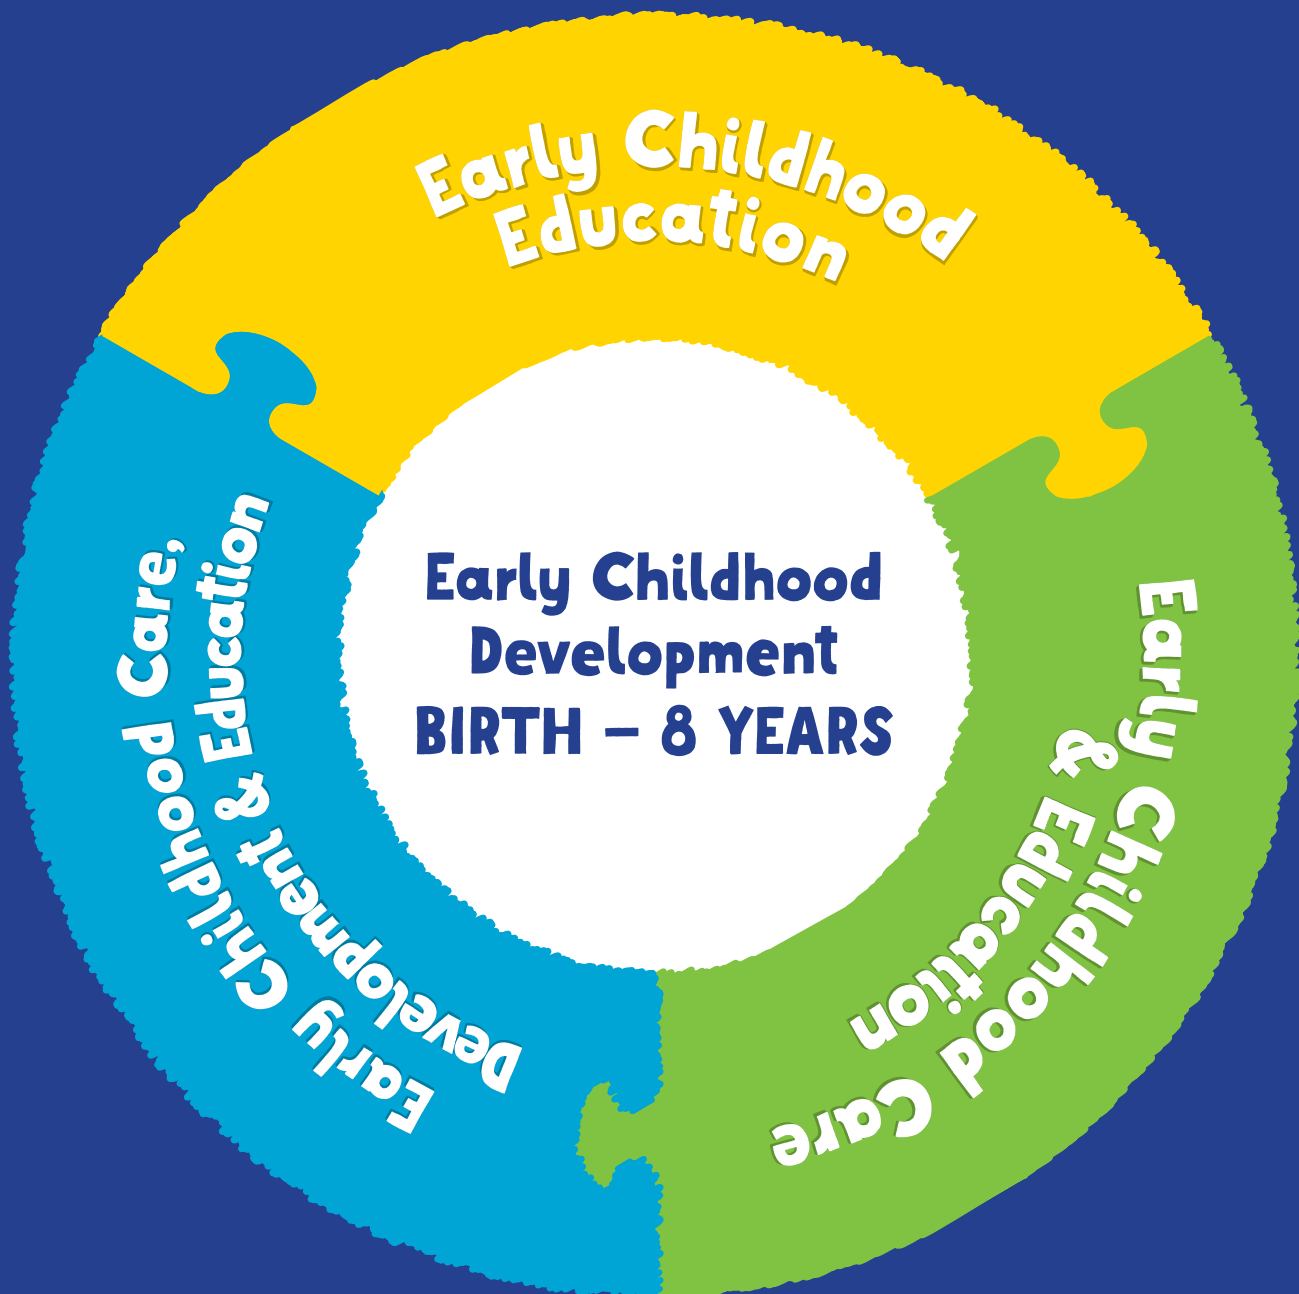 Early Childhood
Education
Early Childhood
Development
BIRTH – 8 YEARS
Early Childhood Care,
Development & Education
Early Childhood Care
& Education